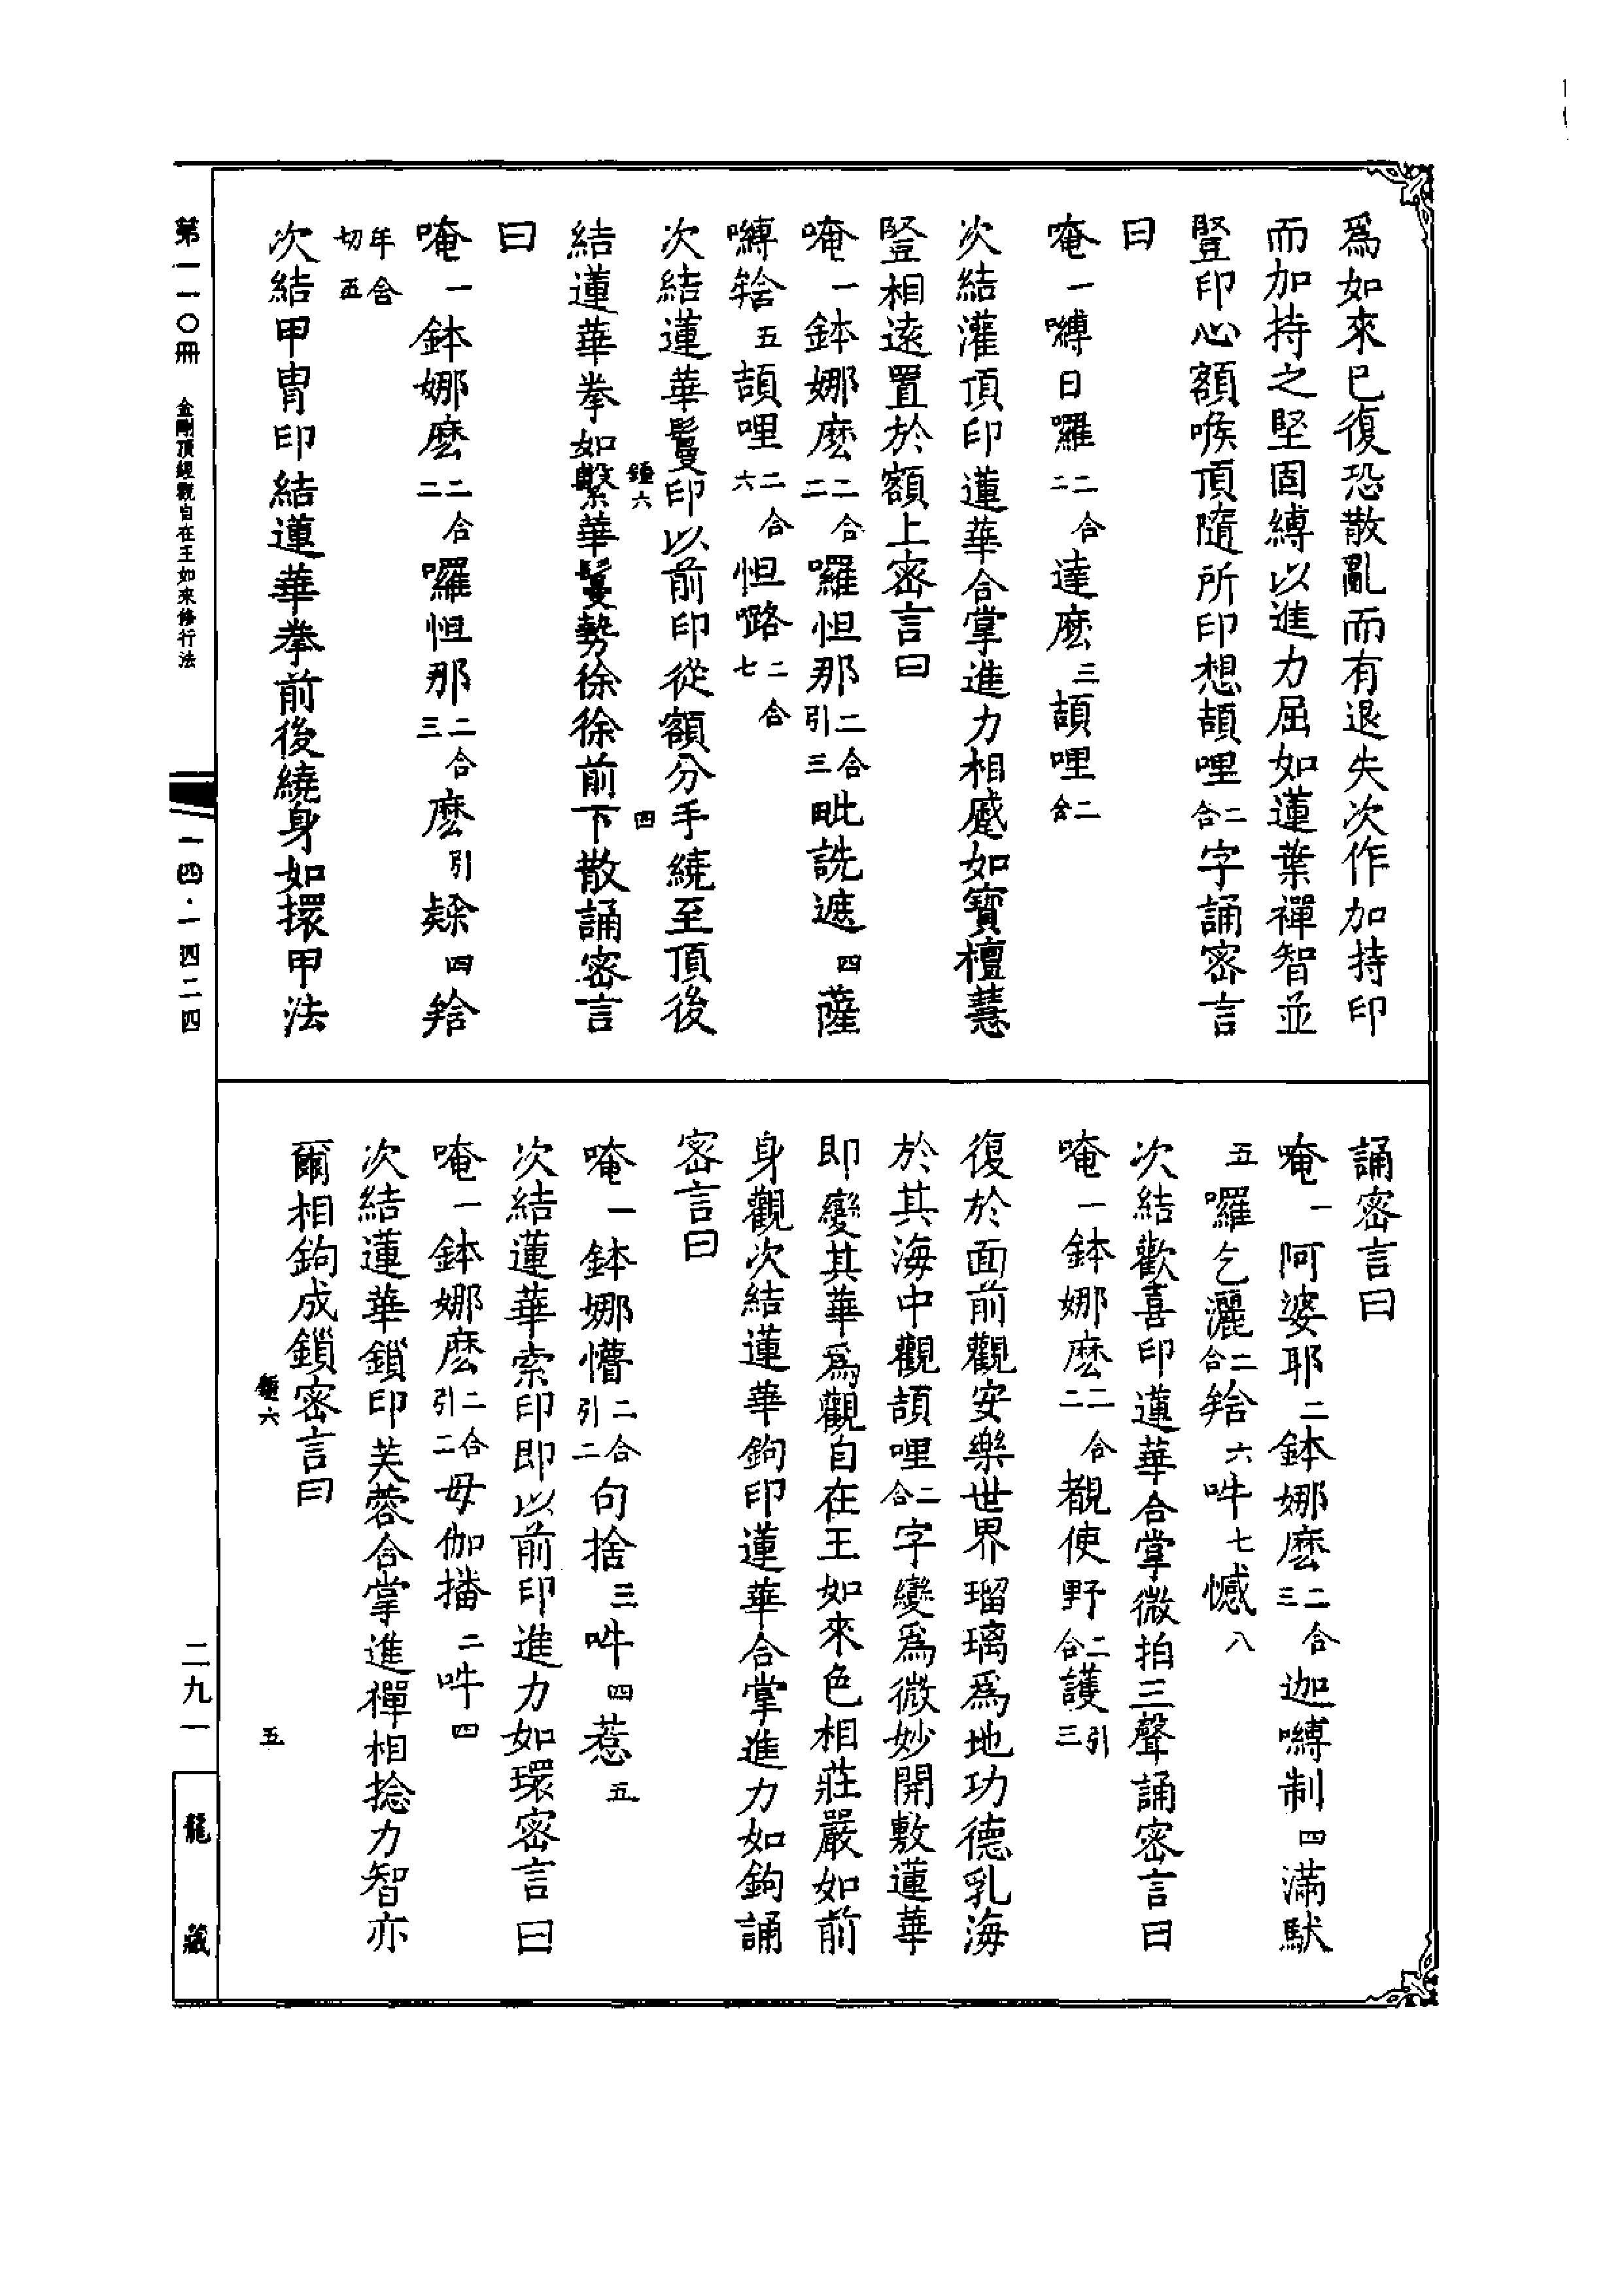 為如來已復恐散亂而有退失次作加持印
而加持之堅固縛以進力屈如蓮葉禪智並
豎印心額喉頂隨所印想頡哩二合字誦密言
曰
唵一嚩日囉二合二達麽三頡哩二合
次結灌頂印蓮華合掌進力相蹙如寶檀慧
豎相遠置於額上密言曰
唵一鉢娜麽二合二囉怛那二合引三毗詵遮四薩
嚩𤚥五頡哩二合六怛𡀔二合七
次結蓮華鬘印以前印從額分手繞至頂後
鍾六
四
結蓮華拳如繫華鬘勢徐徐前下散誦密言
曰
唵一鉢娜麽二合二囉怛那二合三麽引隸四𤚥
牟含切五
次結甲冑印結蓮華拳前後繞身如擐甲法
誦密言曰
唵一阿婆耶二鉢娜麽二合三迦嚩制四滿馱
五囉乞灑二合𤚥六吽七憾八
次結歡喜印蓮華合掌微拍三聲誦密言曰
唵一鉢娜麽二合二覩使野二合護引三
復於面前觀安樂世界瑠璃為地功德乳海
於其海中觀頡哩二合字變為微妙開敷蓮華
即變其華為觀自在王如來色相莊嚴如前
身觀次結蓮華鉤印蓮華合掌進力如鉤誦
密言曰
唵一鉢娜懵二合引二句捨三吽四惹五
次結蓮華索印即以前印進力如環密言曰
唵一鉢娜麽二合引二母伽播二吽四
次結蓮華鎖印芙蓉合掌進禪相捻力智亦
爾相鉤成鎖密言曰
鍾六
五
第一一〇冊 金剛頂經觀自在王如來修行法
一四·一四二四
二九一
龍藏